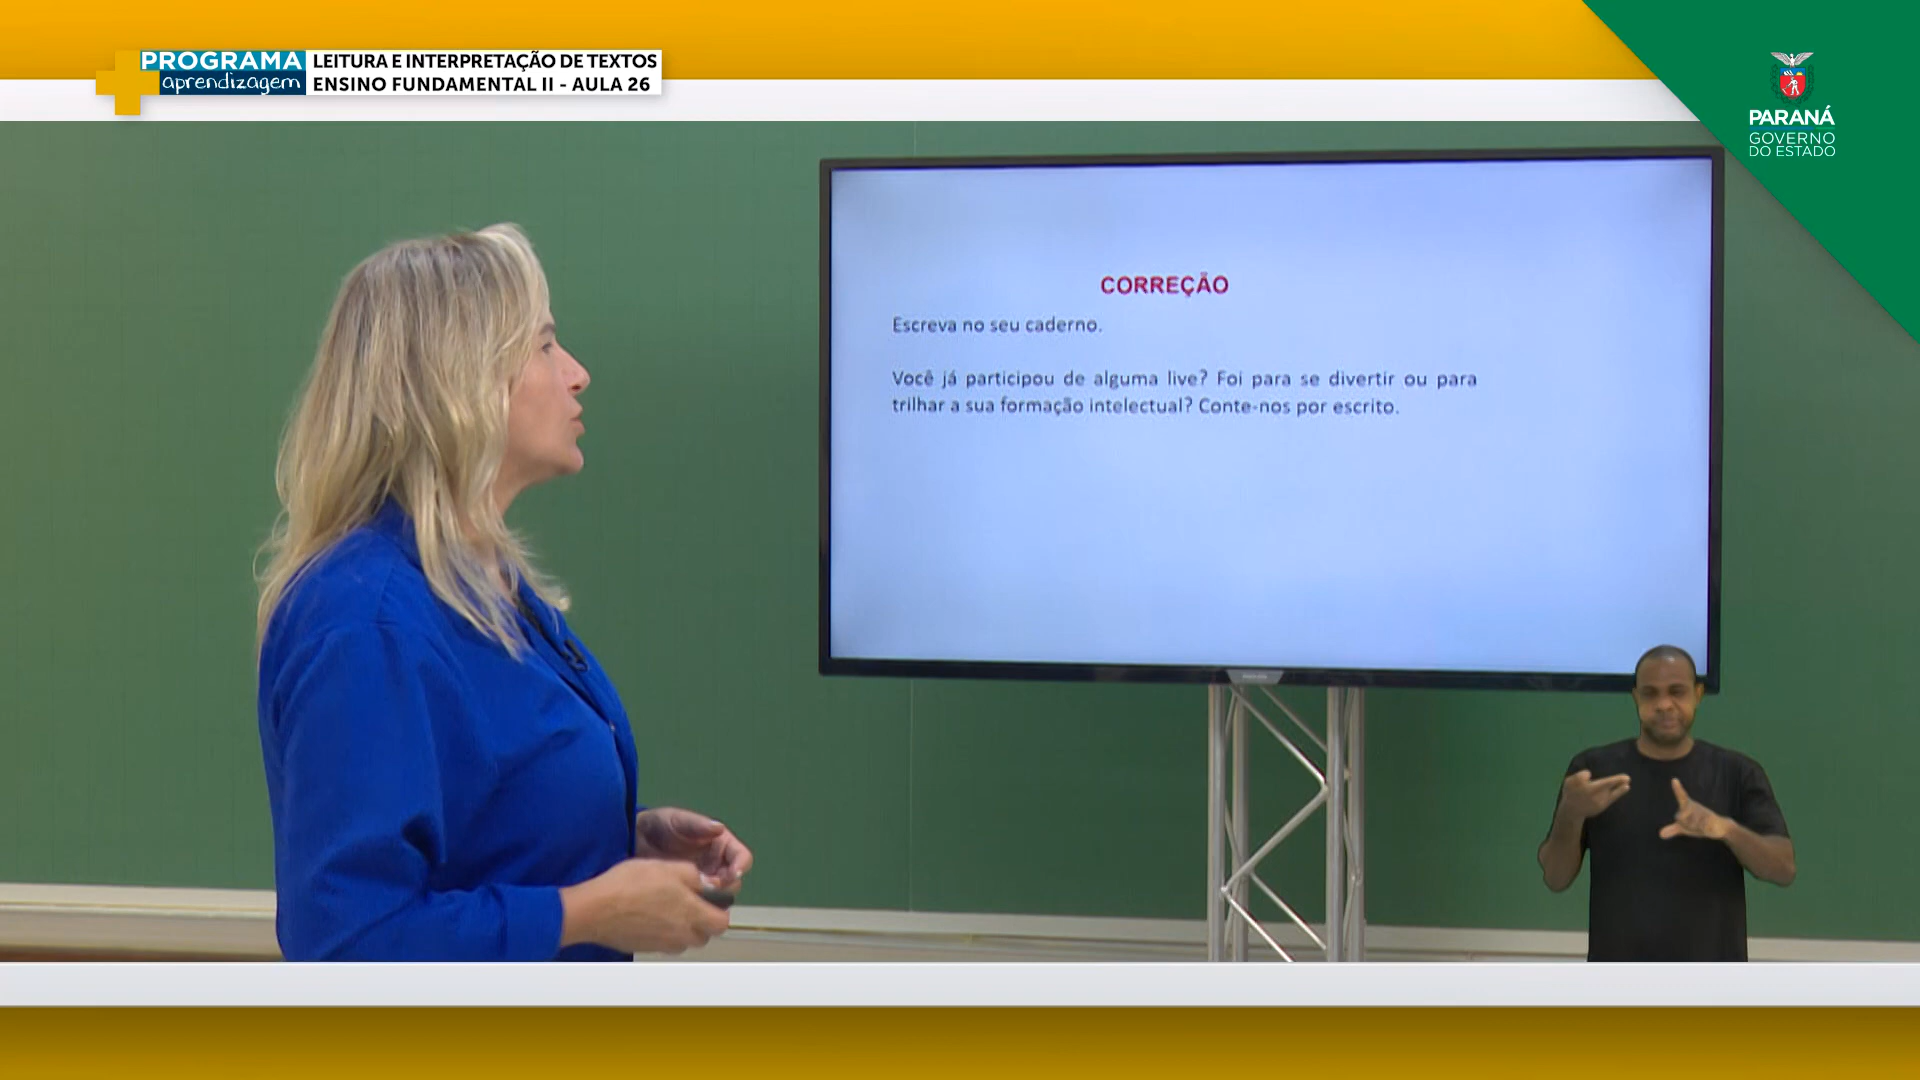 PROGRAMA
aprendizagem
LEITURA E INTERPRETAÇÃO DE TEXTOS
ENSINO FUNDAMENTAL II - AULA 26
PARANÁ
GOVERNO
DO ESTADO
CORREÇÃO
Escreva no seu caderno.
Você já participou de alguma live? Foi para se divertir ou para
trilhar a sua formação intelectual? Conte-nos por escrito.